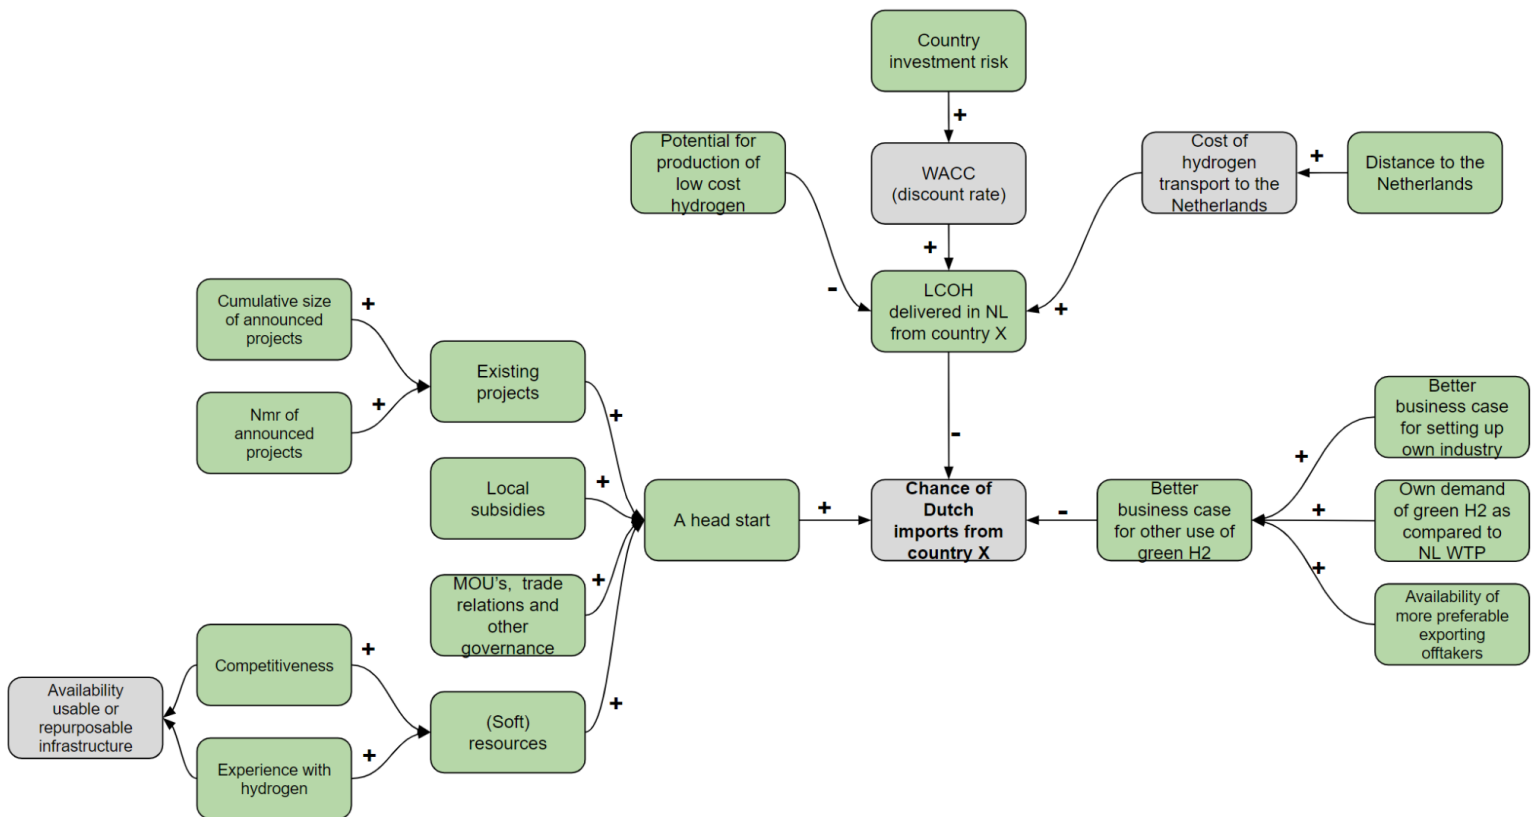 Country
investment risk
+
Potential for
production of
low cost
hydrogen
WACC
(discount rate)
Cost of
hydrogen
transport to the
Netherlands
+
Distance to the
Netherlands
+
-
LCOH
delivered in NL
from country X
+
Cumulative size
of announced
projects
+
Nmr of
announced
projects
+
Existing
projects
+
Local
subsidies
+
MOU's, trade
relations and
other
governance
+
Competitiveness
+
Availability
usable or
repurposable
infrastructure
Experience with
hydrogen
+
(Soft)
resources
+
A head start
+
-
Chance of
Dutch
imports from
country X
-
Better
business case
for other use of
green H2
+
Better
business case
for setting up
own industry
+
Own demand
of green H2 as
compared to
NL WTP
+
Availability of
more preferable
exporting
offtakers